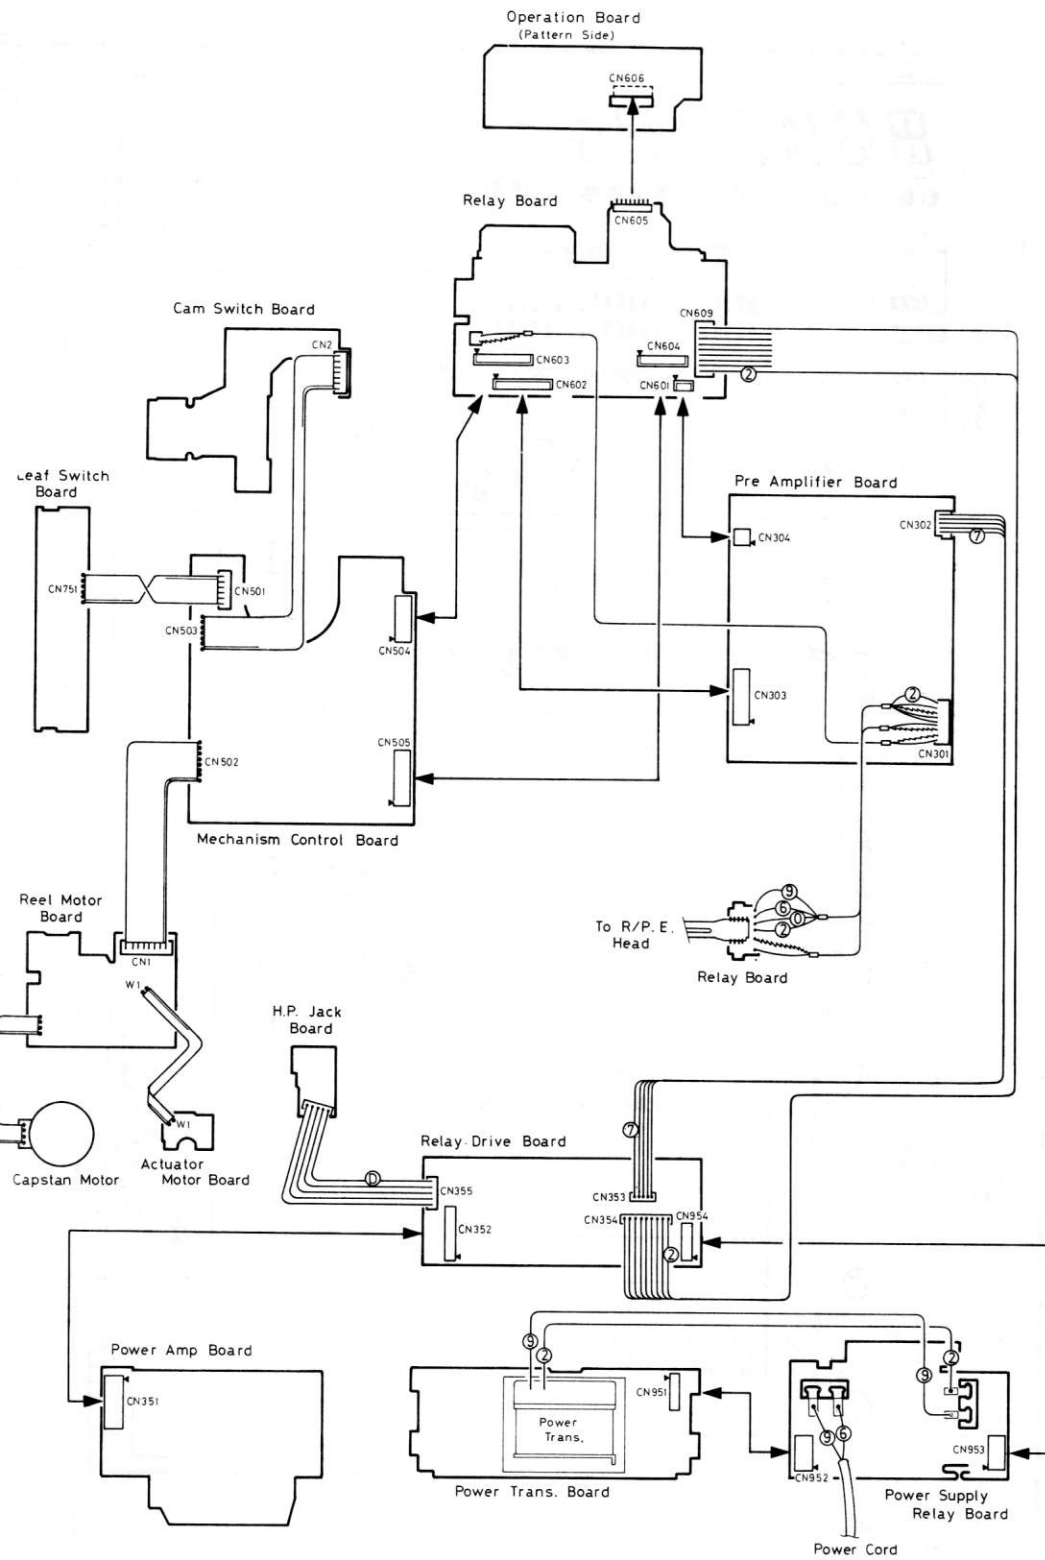 Operation Board
(Pattern Side)
CN606
Relay Board
CN605
Cam Switch Board
CN2
CN609
CN603
CN604
CN602
CN601
2
Leaf Switch
Board
Pre Amplifier Board
CN302
7
CN304
CN751
CN501
CN503
CN504
CN303
2
CN301
CN502
CN505
Mechanism Control Board
Reel Motor
Board
CN1
W1
9
6
0
2
To R/P.E.
Head
Relay Board
H.P. Jack
Board
W1
Capstan Motor
Actuator
Motor Board
Relay Drive Board
7
D
CN355
CN353
CN354
CN954
CN352
2
Power Amp Board
CN351
9
2
2
9
CN951
Power
Trans.
Power Trans. Board
9
6
CN952
CN953
Power Supply
Relay Board
Power Cord